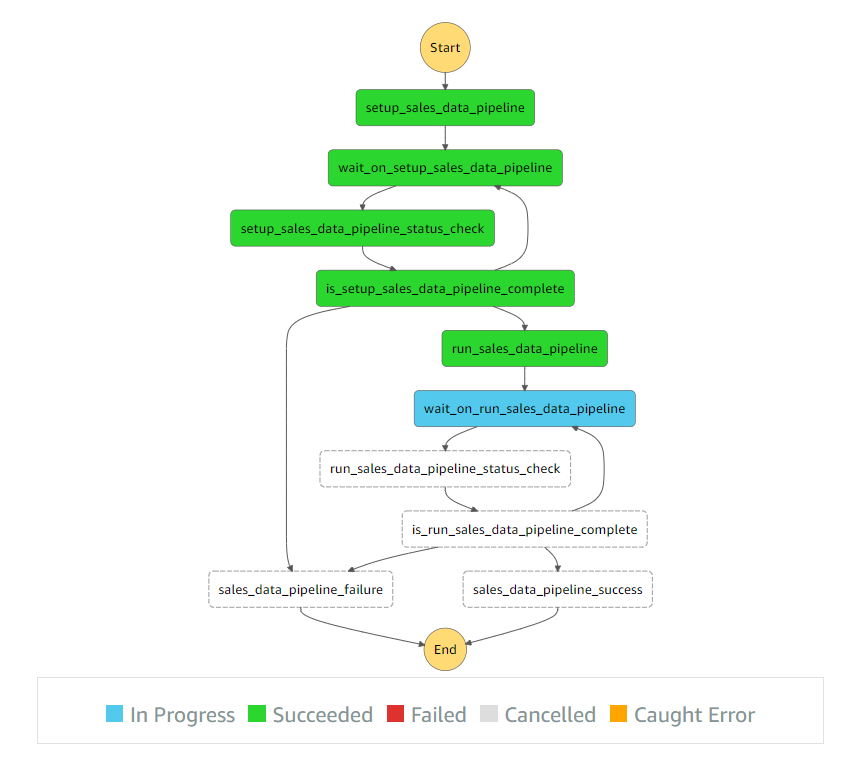 Start
setup_sales_data_pipeline
wait_on_setup_sales_data_pipeline
setup_sales_data_pipeline_status_check
is_setup_sales_data_pipeline_complete
run_sales_data_pipeline
wait_on_run_sales_data_pipeline
run_sales_data_pipeline_status_check
is_run_sales_data_pipeline_complete
sales_data_pipeline_failure
sales_data_pipeline_success
End
In Progress Succeeded Failed Cancelled Caught Error